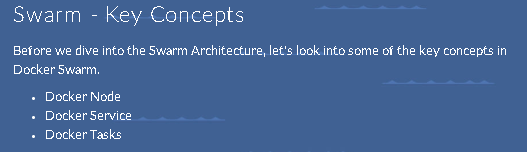 Swarm - Key Concepts
Before we dive into the Swarm Architecture, let's look into some of the key concepts in
Docker Swarm.
• Docker Node
• Docker Service
• Docker Tasks